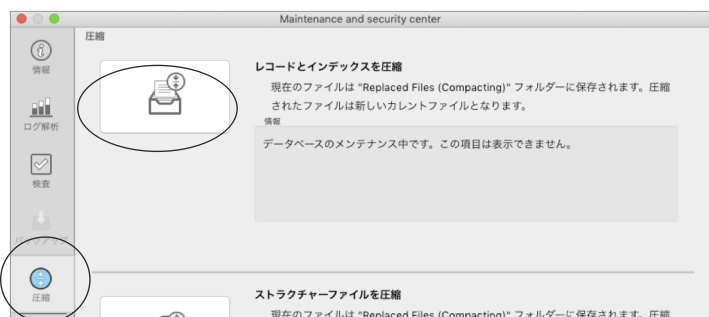 Maintenance and security center
圧縮
情報
ログ解析
検査
バックアップ
圧縮
レコードとインデックスを圧縮
現在のファイルは "Replaced Files (Compacting)" フォルダーに保存されます。圧縮
されたファイルは新しいカレントファイルとなります。
情報
データベースのメンテナンス中です。この項目は表示できません。
ストラクチャーファイルを圧縮
現在のファイルは "Replaced Files (Compacting)" フォルダーに保存されます。圧縮